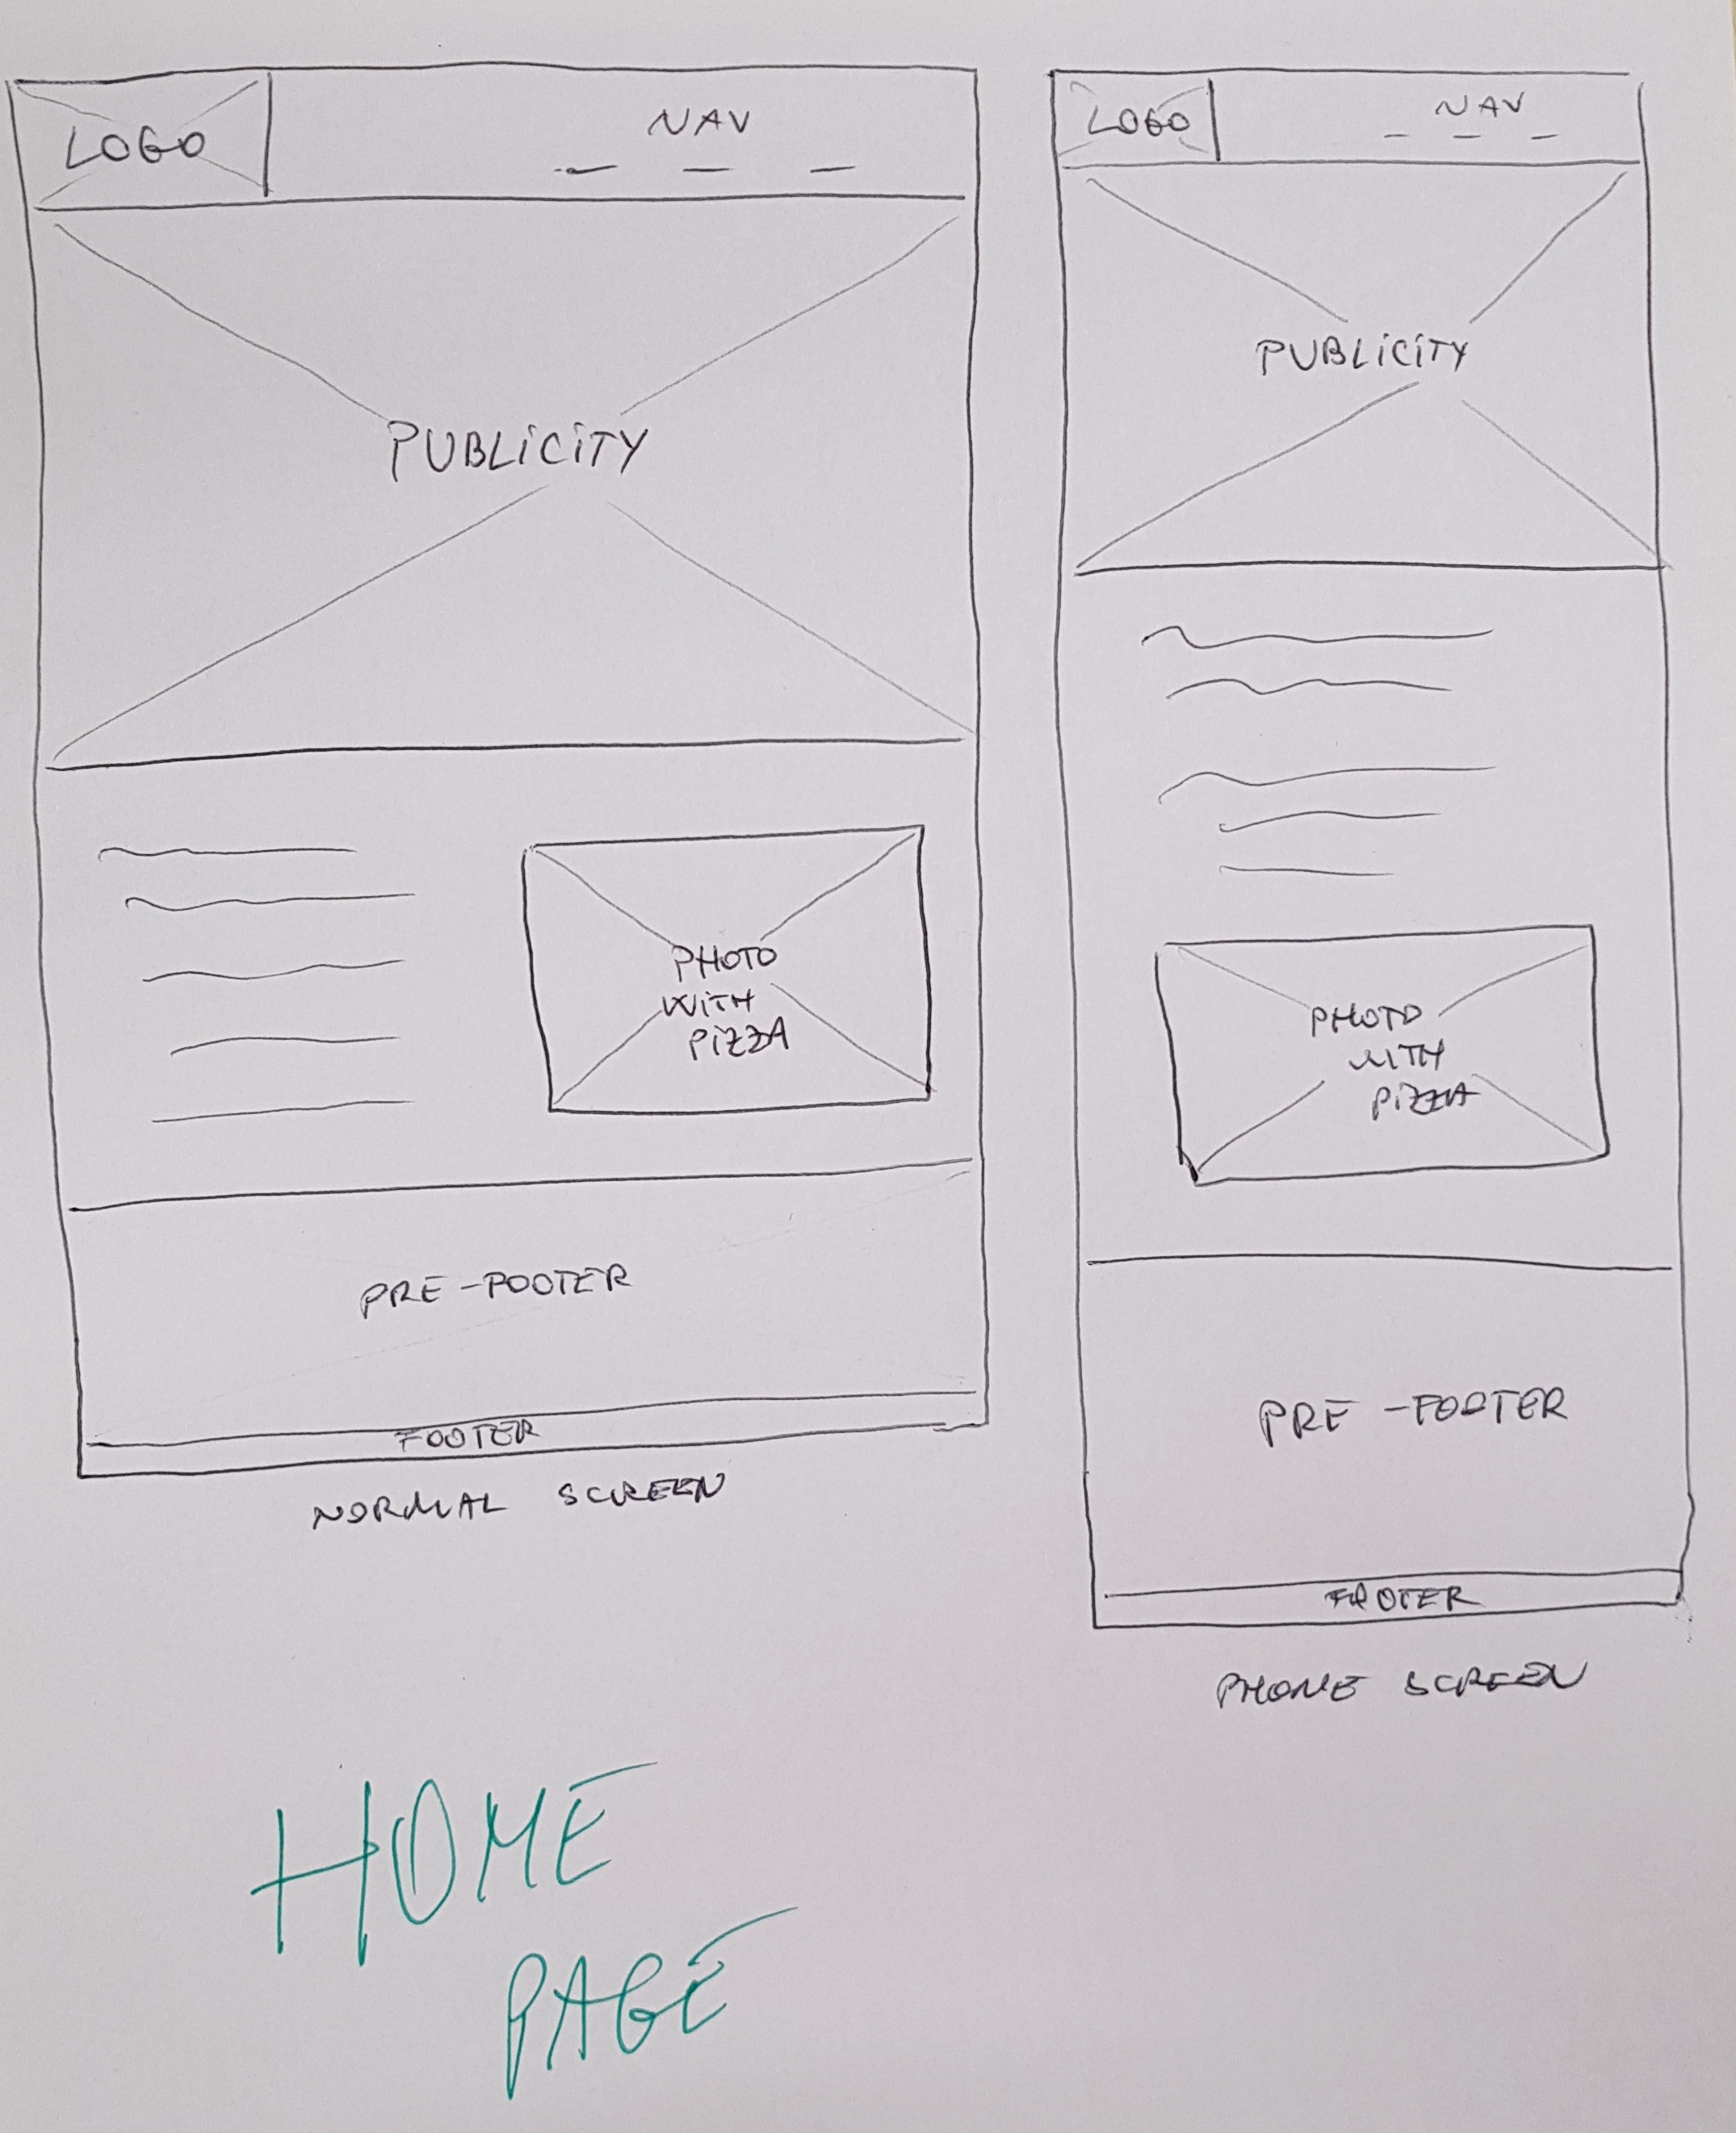 LOGO
NAV
PUBLiCiTY
PHOTO
WiTH
PiZZA
PRE-FOOTER
FOOTER
NORMAL SCREEN
LOGO
NAV
PUBLiCiTY
PHOTO
WITH
PiZZA
PRE-FOOTER
FOOTER
PHONE SCREEN
HOME
PAGE